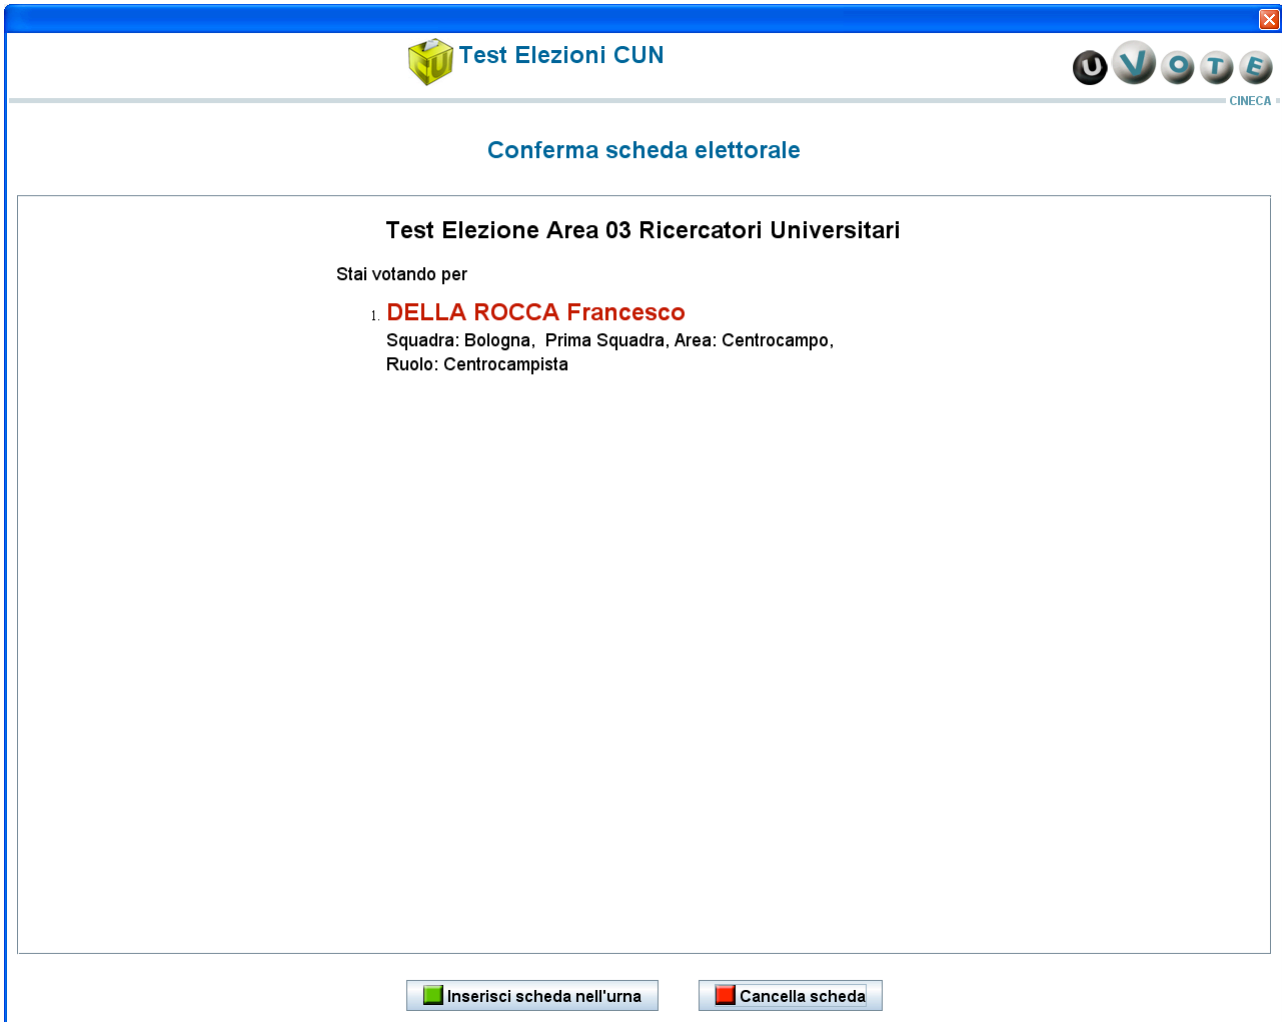 Test Elezioni CUN
U VOTE
CINECA
Conferma scheda elettorale
Test Elezione Area 03 Ricercatori Universitari
Stai votando per
1. DELLA ROCCA Francesco
Squadra: Bologna,  Prima Squadra, Area: Centrocampo,
Ruolo: Centrocampista
Inserisci scheda nell'urna
Cancella scheda